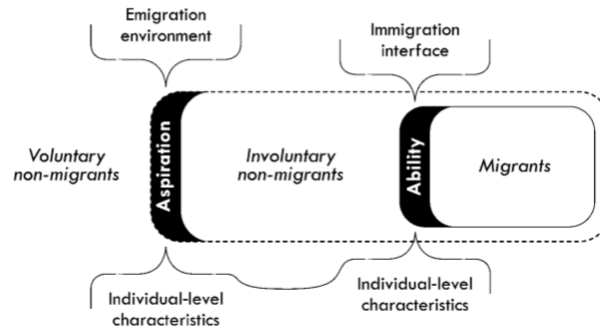 Emigration
environment
Immigration
interface
Voluntary
non-migrants
Aspiration
Involuntary
non-migrants
Ability
Migrants
Individual-level
characteristics
Individual-level
characteristics